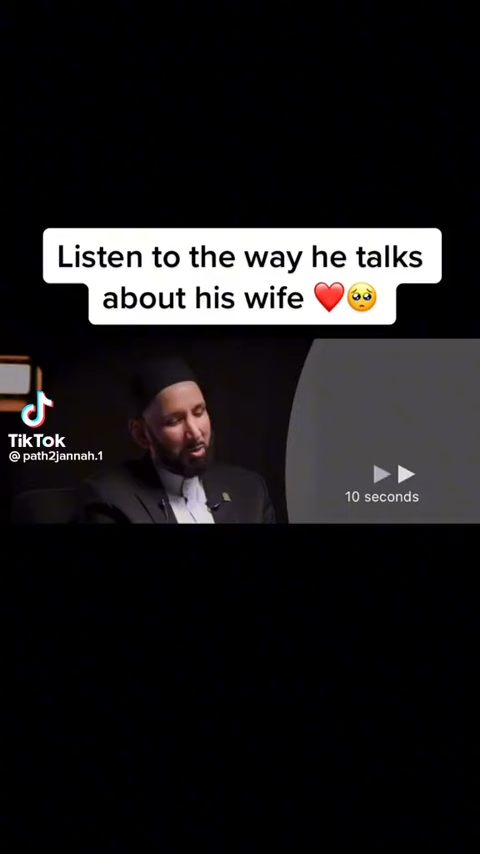 Listen to the way he talks
about his wife ❤️🥺
TikTok
@ path2jannah.1
10 seconds